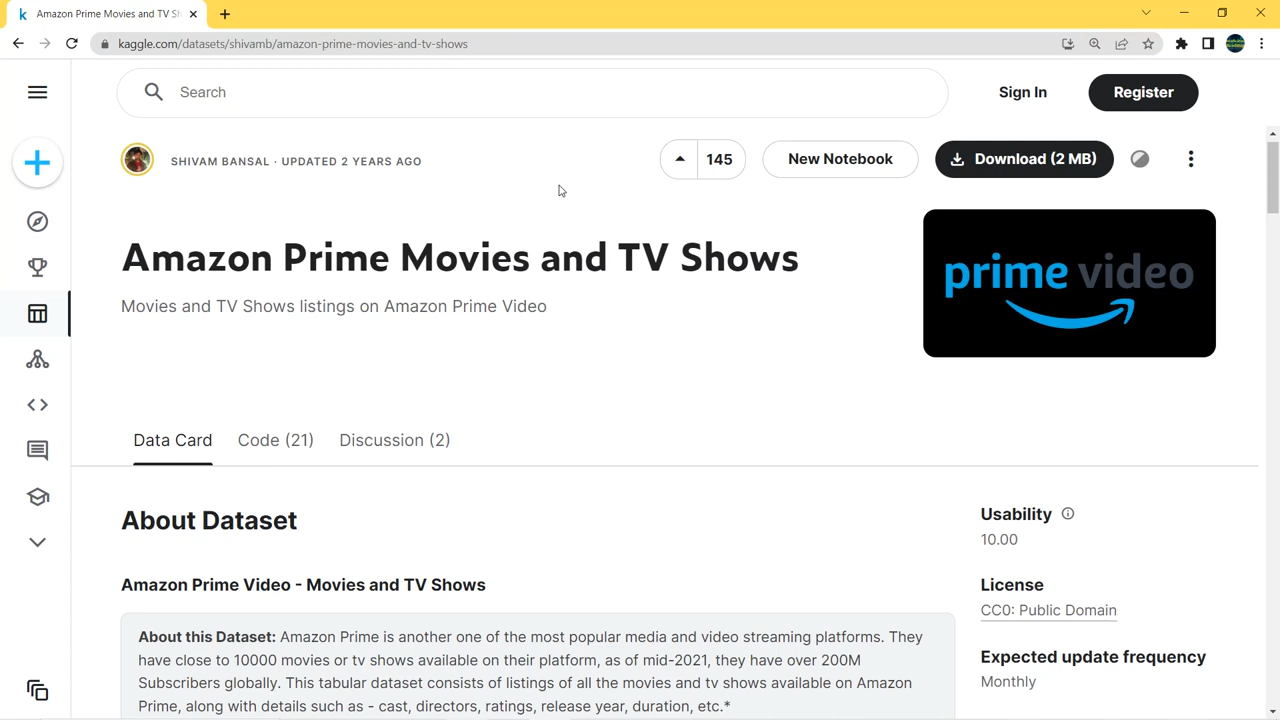 Amazon Prime Movies and TV Sh
kaggle.com/datasets/shivamb/amazon-prime-movies-and-tv-shows
Search
Sign In
Register
SHIVAM BANSAL · UPDATED 2 YEARS AGO
145
New Notebook
Download (2 MB)
Amazon Prime Movies and TV Shows
Movies and TV Shows listings on Amazon Prime Video
prime video
Data Card
Code (21)
Discussion (2)
About Dataset
Usability
10.00
Amazon Prime Video - Movies and TV Shows
License
CC0: Public Domain
About this Dataset: Amazon Prime is another one of the most popular media and video streaming platforms. They
have close to 10000 movies or tv shows available on their platform, as of mid-2021, they have over 200M
Subscribers globally. This tabular dataset consists of listings of all the movies and tv shows available on Amazon
Prime, along with details such as - cast, directors, ratings, release year, duration, etc.*
Expected update frequency
Monthly